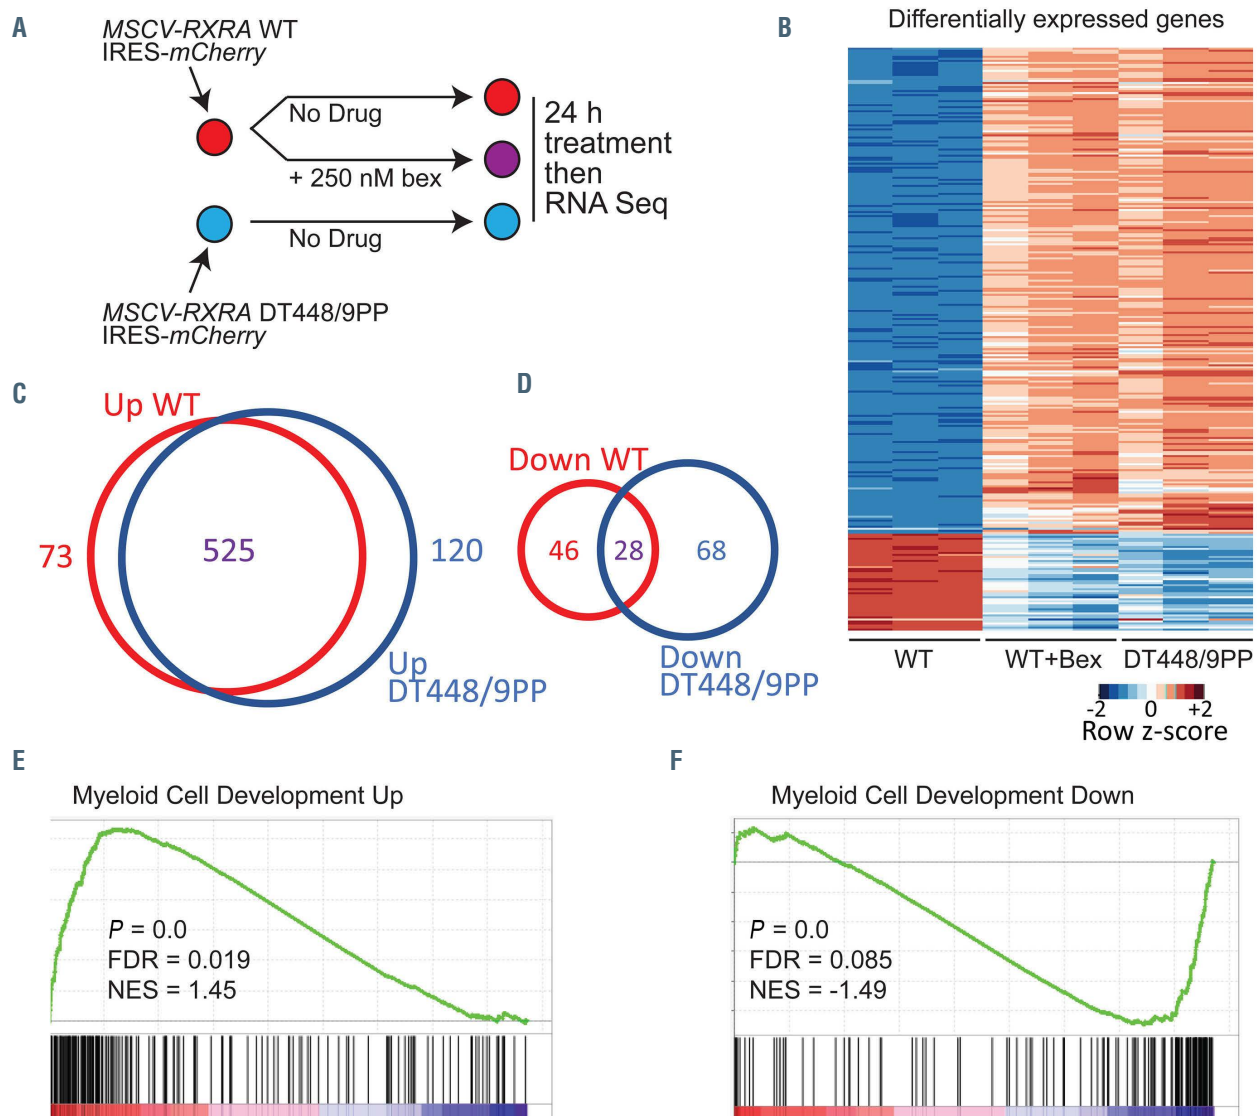 A
MSCV-RXRA WT
IRES-mCherry
No Drug
+ 250 nM bex
No Drug
24 h
treatment
then
RNA Seq
MSCV-RXRA DT448/9PP
IRES-mCherry
B
Differentially expressed genes
WT
WT+Bex
DT448/9PP
-2
0
+2
Row z-score
C
Up WT
73
525
120
Up
DT448/9PP
D
Down WT
46
28
68
Down
DT448/9PP
E
Myeloid Cell Development Up
P = 0.0
FDR = 0.019
NES = 1.45
F
Myeloid Cell Development Down
P = 0.0
FDR = 0.085
NES = -1.49